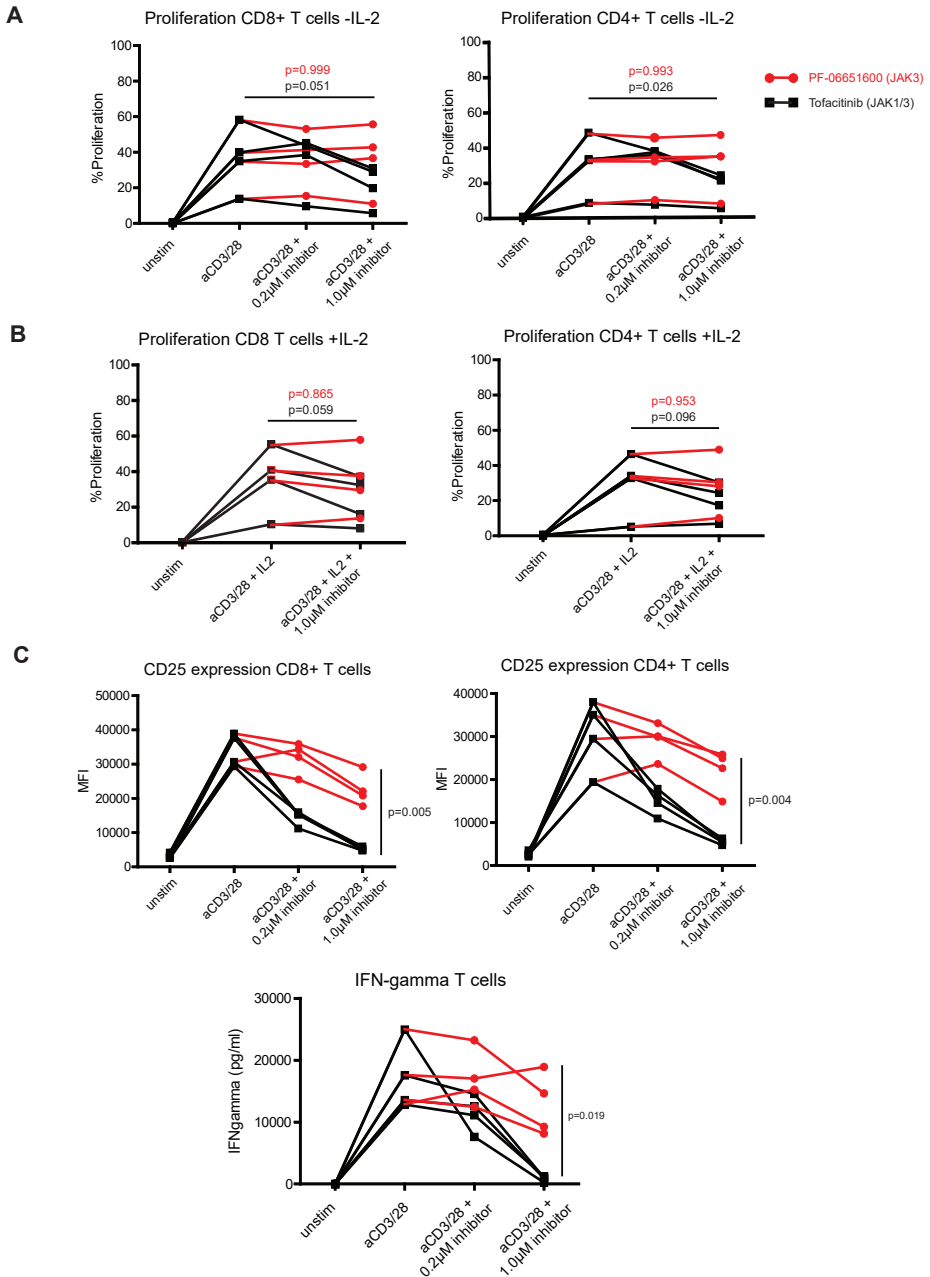 A
Proliferation CD8+ T cells -IL-2
%Proliferation
100
80
60
40
20
0
p=0.999
p=0.051
unstim
aCD3/28
aCD3/28 +
0.2µM inhibitor
aCD3/28 +
1.0µM inhibitor
Proliferation CD4+ T cells -IL-2
%Proliferation
100
80
60
40
20
0
p=0.993
p=0.026
unstim
aCD3/28
aCD3/28 +
0.2µM inhibitor
aCD3/28 +
1.0µM inhibitor
PF-06651600 (JAK3)
Tofacitinib (JAK1/3)
B
Proliferation CD8 T cells +IL-2
%Proliferation
100
80
60
40
20
0
p=0.865
p=0.059
unstim
aCD3/28 + IL2
aCD3/28 + IL2 +
1.0µM inhibitor
Proliferation CD4+ T cells +IL-2
%Proliferation
100
80
60
40
20
0
p=0.953
p=0.096
unstim
aCD3/28 + IL2
aCD3/28 + IL2 +
1.0µM inhibitor
C
CD25 expression CD8+ T cells
MFI
50000
40000
30000
20000
10000
0
p=0.005
unstim
aCD3/28
aCD3/28 +
0.2µM inhibitor
aCD3/28 +
1.0µM inhibitor
CD25 expression CD4+ T cells
MFI
40000
30000
20000
10000
0
p=0.004
unstim
aCD3/28
aCD3/28 +
0.2µM inhibitor
aCD3/28 +
1.0µM inhibitor
IFN-gamma T cells
IFNgamma (pg/ml)
30000
20000
10000
0
p=0.019
unstim
aCD3/28
aCD3/28 +
0.2µM inhibitor
aCD3/28 +
1.0µM inhibitor